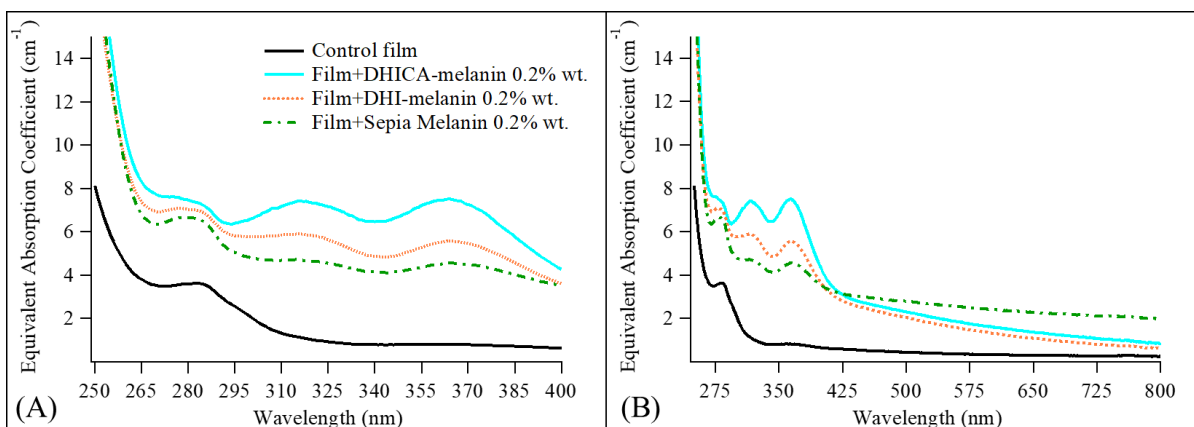 Equivalent Absorption Coefficient (cm⁻¹)
14
12
10
8
6
4
2
Control film
Film+DHICA-melanin 0.2% wt.
Film+DHI-melanin 0.2% wt.
Film+Sepia Melanin 0.2% wt.
250 265 280 295 310 325 340 355 370 385 400
(A)
Wavelength (nm)
Equivalent Absorption Coefficient (cm⁻¹)
14
12
10
8
6
4
2
275 350 425 500 575 650 725 800
(B)
Wavelength (nm)